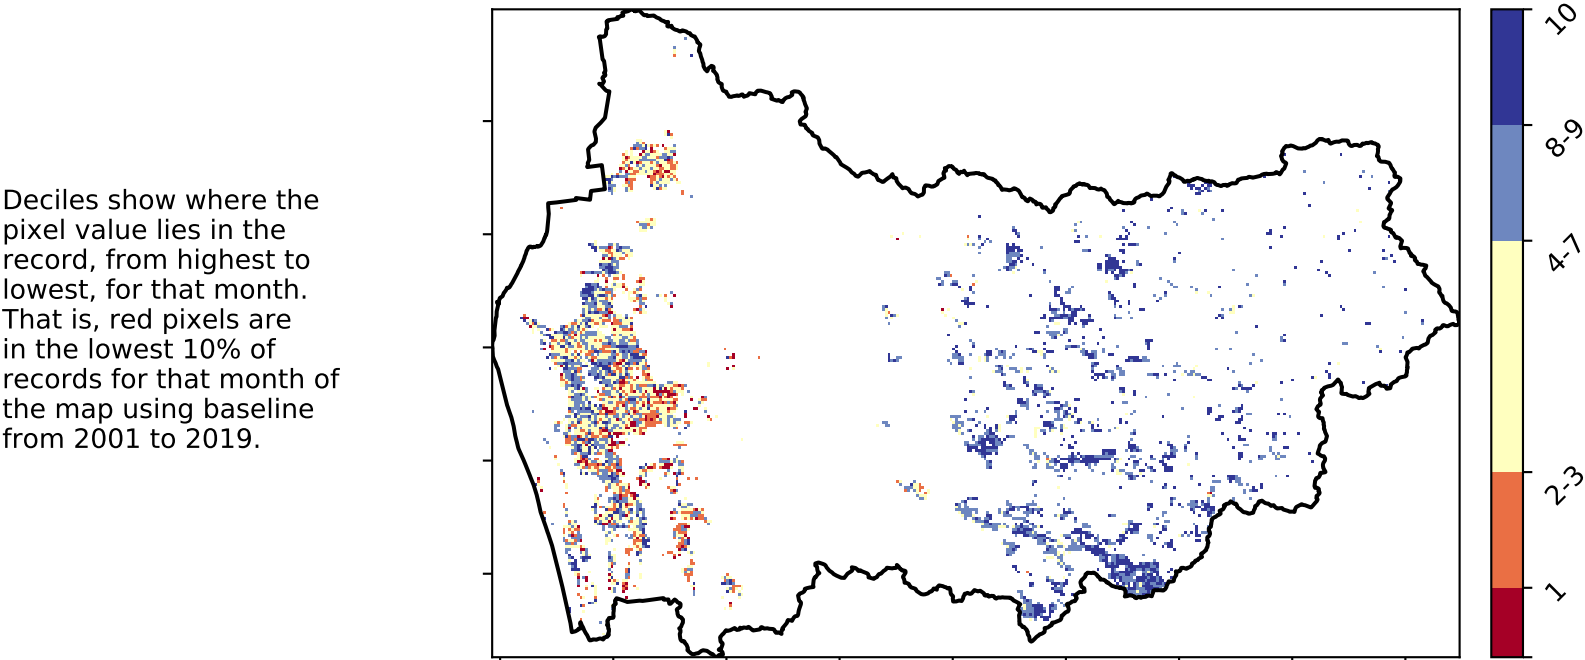 Deciles show where the
pixel value lies in the
record, from highest to
lowest, for that month.
That is, red pixels are
in the lowest 10% of
records for that month of
the map using baseline
from 2001 to 2019.
10
8-9
4-7
2-3
1